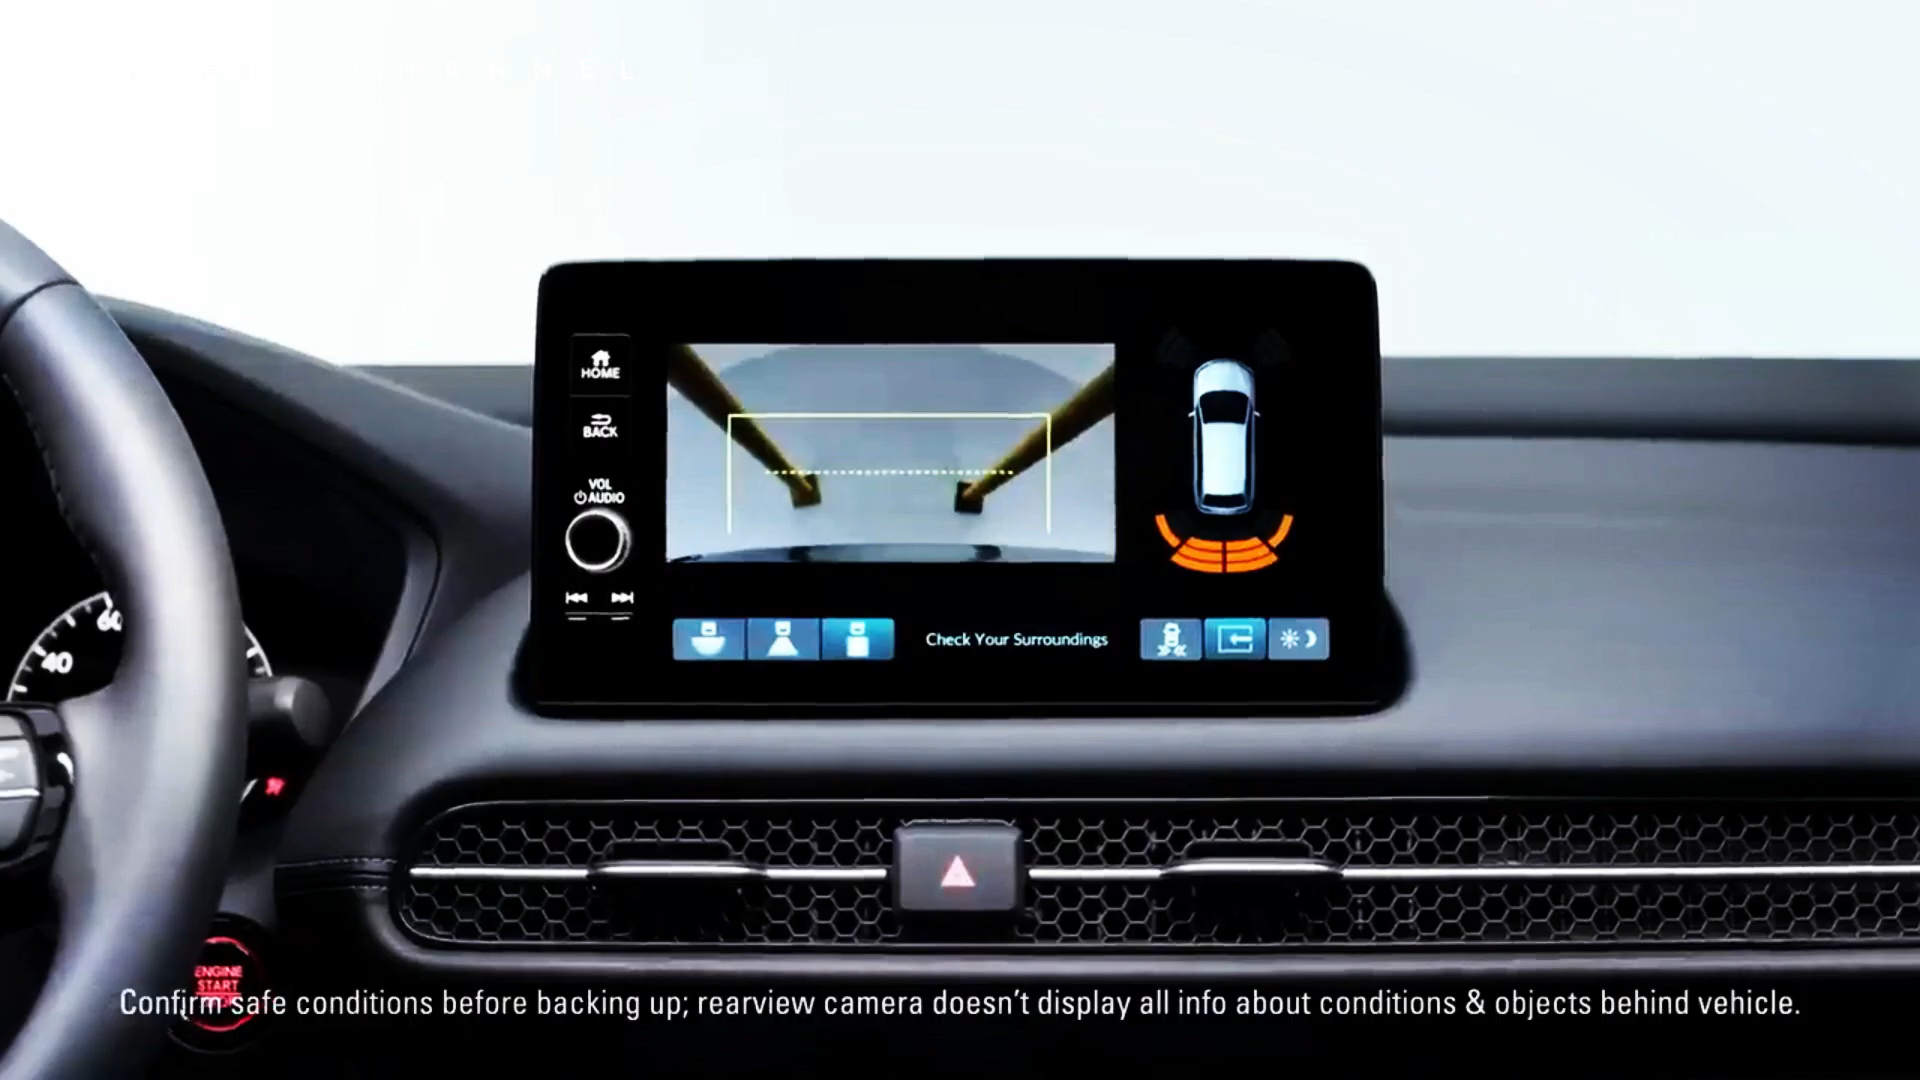 HOME
BACK
VOL
AUDIO
60
40
Check Your Surroundings
ENGINE
START
Confirm safe conditions before backing up; rearview camera doesn't display all info about conditions & objects behind vehicle.